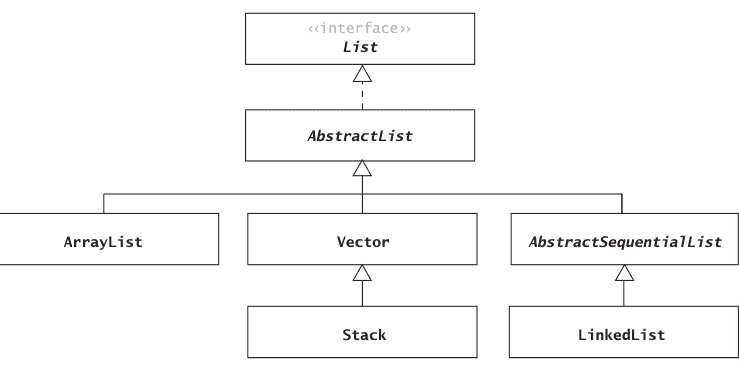 ‹‹interface››
List
AbstractList
ArrayList
Vector
AbstractSequentialList
Stack
LinkedList